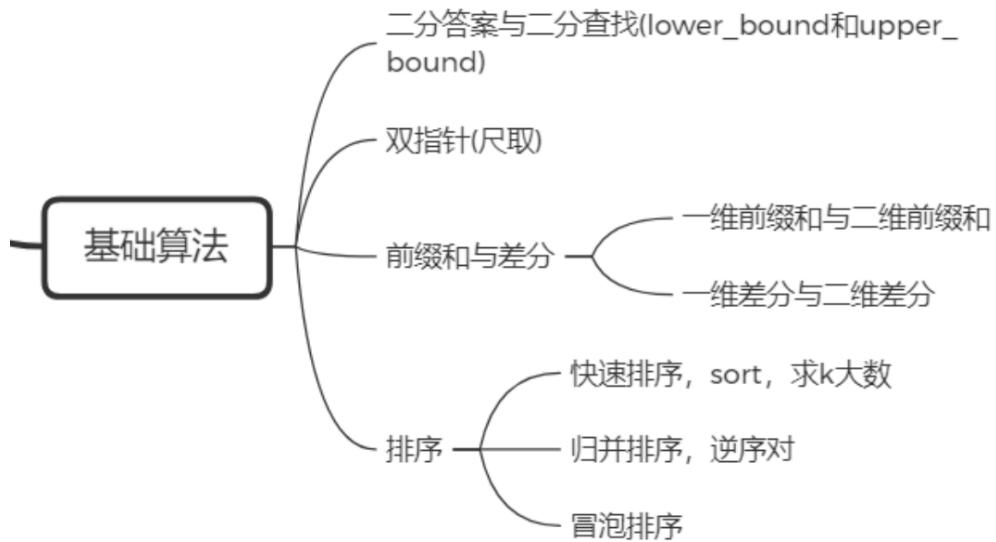 二分答案与二分查找(lower_bound和upper_
bound)
双指针(尺取)
基础算法
前缀和与差分
一维前缀和与二维前缀和
一维差分与二维差分
排序
快速排序，sort，求k大数
归并排序，逆序对
冒泡排序